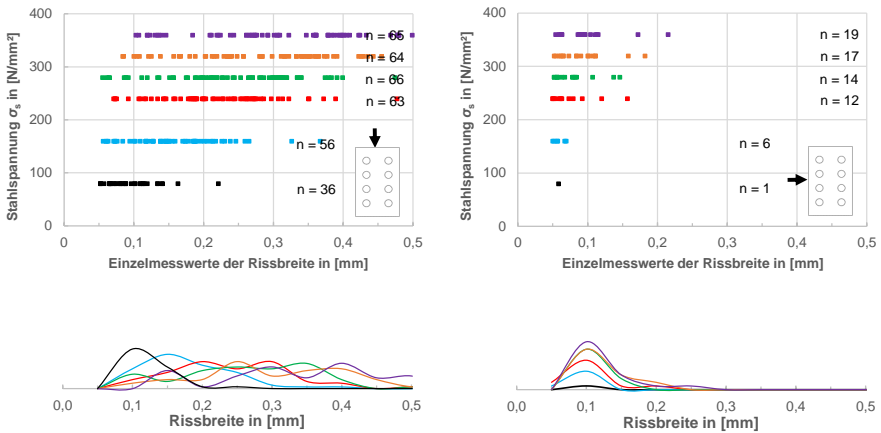 400
300
200
100
0
Stahlspannung σs in [N/mm²]
n = 65
n = 64
n = 66
n = 63
n = 56
n = 36
0 0,1 0,2 0,3 0,4 0,5
Einzelmesswerte der Rissbreite in [mm]
400
300
200
100
0
Stahlspannung σs in [N/mm²]
n = 19
n = 17
n = 14
n = 12
n = 6
n = 1
0 0,1 0,2 0,3 0,4 0,5
Einzelmesswerte der Rissbreite in [mm]
0,0 0,1 0,2 0,3 0,4 0,5
Rissbreite in [mm]
0,0 0,1 0,2 0,3 0,4 0,5
Rissbreite in [mm]